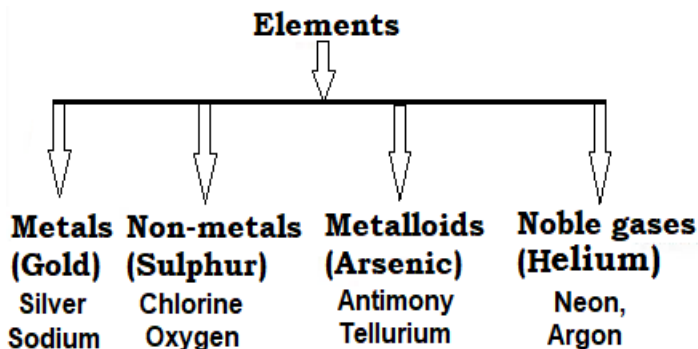 Elements
Metals Non-metals Metalloids Noble gases
(Gold) (Sulphur) (Arsenic) (Helium)
Silver Chlorine Antimony Neon,
Sodium Oxygen Tellurium Argon